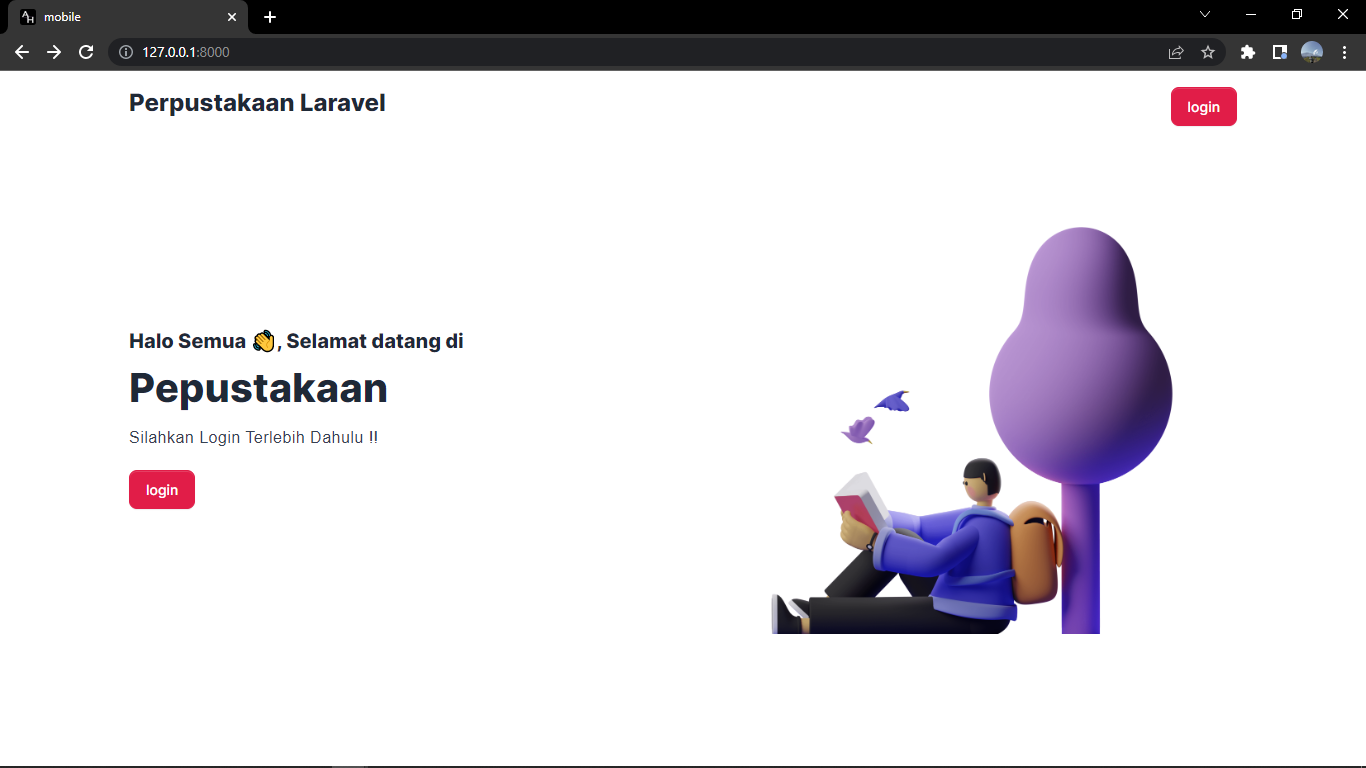 mobile
127.0.0.1:8000
Perpustakaan Laravel
login
Halo Semua 👋, Selamat datang di
Pepustakaan
Silahkan Login Terlebih Dahulu !!
login